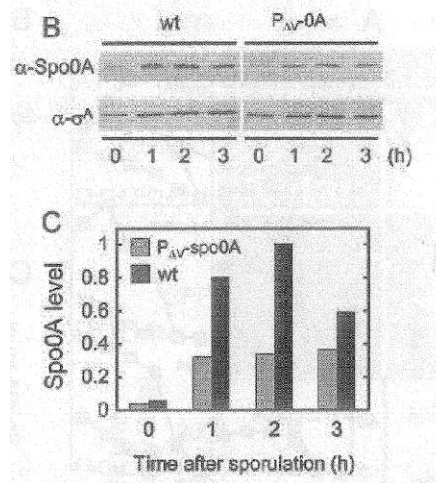 B
wt PΔV-0A
α-Spo0A
α-σA
0 1 2 3 0 1 2 3 (h)
C
PΔV-spo0A
wt
1
0.8
0.6
0.4
0.2
0
Spo0A level
0 1 2 3
Time after sporulation (h)